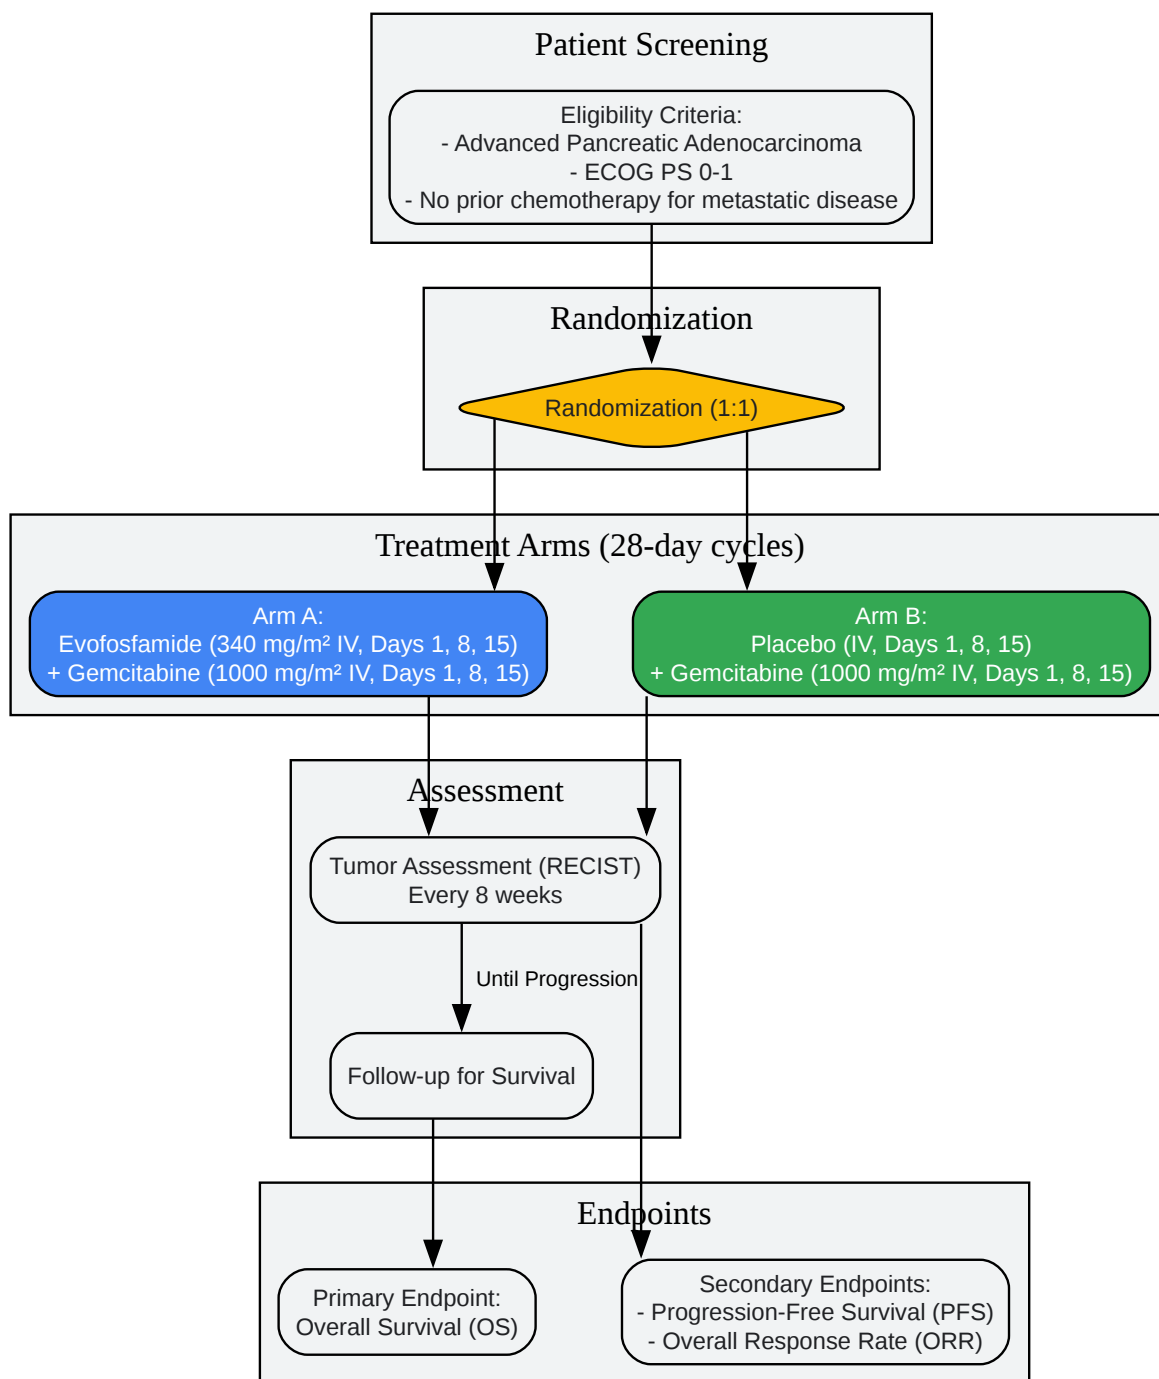 Patient Screening
Eligibility Criteria:
- Advanced Pancreatic Adenocarcinoma
- ECOG PS 0-1
- No prior chemotherapy for metastatic disease
Randomization
Randomization (1:1)
Treatment Arms (28-day cycles)
Arm A:
Evofosfamide (340 mg/m² IV, Days 1, 8, 15)
+ Gemcitabine (1000 mg/m² IV, Days 1, 8, 15)
Arm B:
Placebo (IV, Days 1, 8, 15)
+ Gemcitabine (1000 mg/m² IV, Days 1, 8, 15)
Assessment
Tumor Assessment (RECIST)
Every 8 weeks
Until Progression
Follow-up for Survival
Endpoints
Primary Endpoint:
Overall Survival (OS)
Secondary Endpoints:
- Progression-Free Survival (PFS)
- Overall Response Rate (ORR)